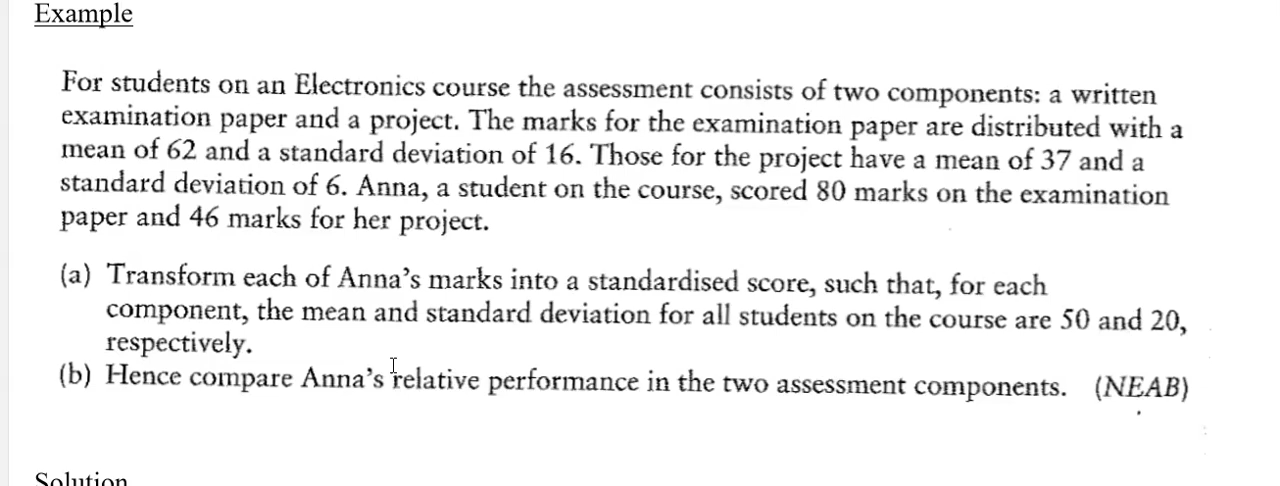 Example
For students on an Electronics course the assessment consists of two components: a written
examination paper and a project. The marks for the examination paper are distributed with a
mean of 62 and a standard deviation of 16. Those for the project have a mean of 37 and a
standard deviation of 6. Anna, a student on the course, scored 80 marks on the examination
paper and 46 marks for her project.
(a) Transform each of Anna's marks into a standardised score, such that, for each
component, the mean and standard deviation for all students on the course are 50 and 20,
respectively.
(b) Hence compare Anna's relative performance in the two assessment components. (NEAB)
Solution